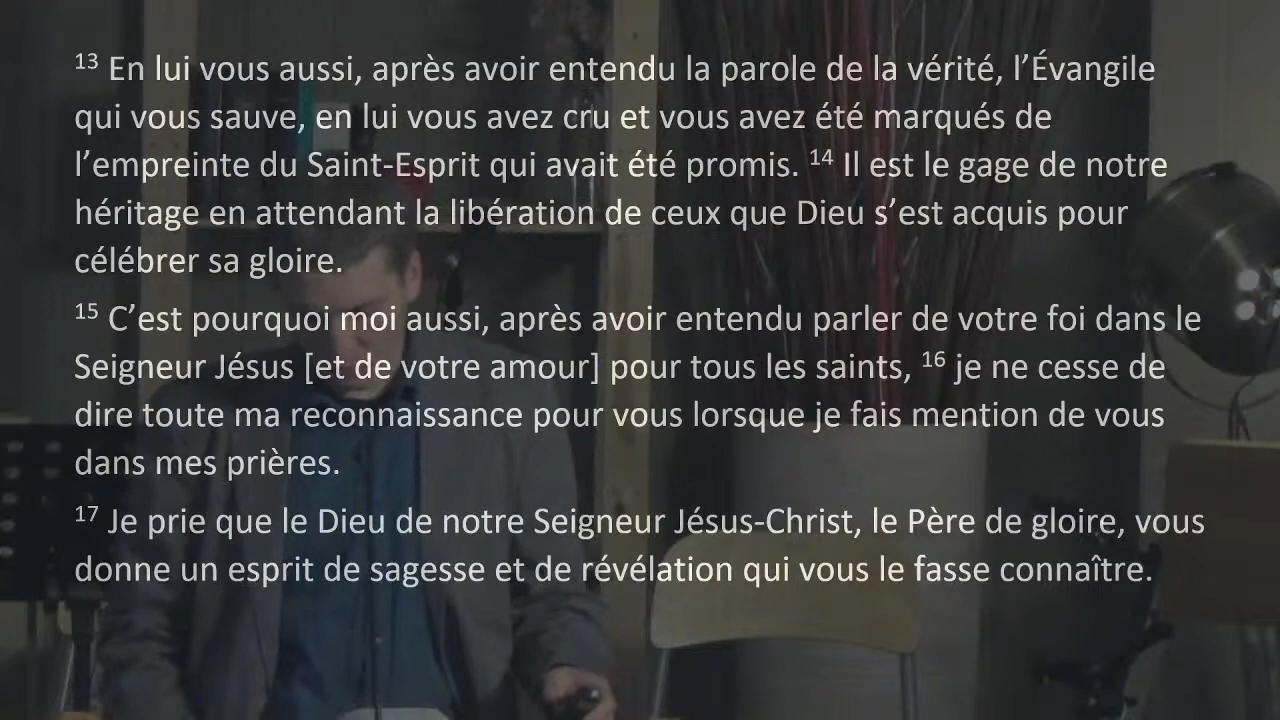 ¹³ En lui vous aussi, après avoir entendu la parole de la vérité, l’Évangile
qui vous sauve, en lui vous avez cru et vous avez été marqués de
l’empreinte du Saint-Esprit qui avait été promis. ¹⁴ Il est le gage de notre
héritage en attendant la libération de ceux que Dieu s’est acquis pour
célébrer sa gloire.
¹⁵ C’est pourquoi moi aussi, après avoir entendu parler de votre foi dans le
Seigneur Jésus [et de votre amour] pour tous les saints, ¹⁶ je ne cesse de
dire toute ma reconnaissance pour vous lorsque je fais mention de vous
dans mes prières.
¹⁷ Je prie que le Dieu de notre Seigneur Jésus-Christ, le Père de gloire, vous
donne un esprit de sagesse et de révélation qui vous le fasse connaître.